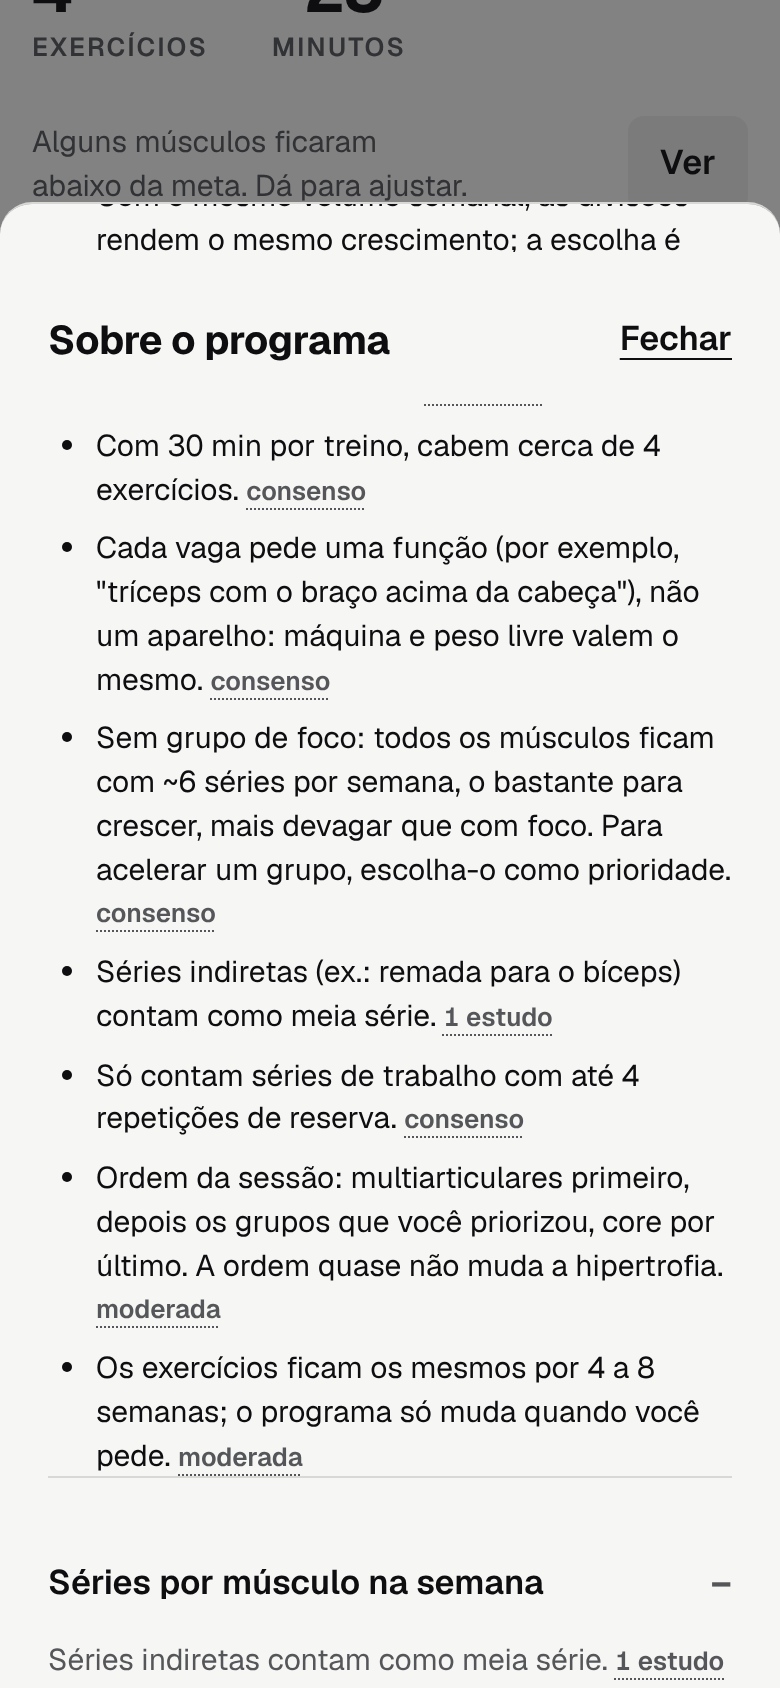 EXERCÍCIOS MINUTOS
Alguns músculos ficaram
abaixo da meta. Dá para ajustar.
Ver
rendem o mesmo crescimento; a escolha é
Sobre o programa
Fechar
• Com 30 min por treino, cabem cerca de 4
exercícios. consenso
• Cada vaga pede uma função (por exemplo,
"tríceps com o braço acima da cabeça"), não
um aparelho: máquina e peso livre valem o
mesmo. consenso
• Sem grupo de foco: todos os músculos ficam
com ~6 séries por semana, o bastante para
crescer, mais devagar que com foco. Para
acelerar um grupo, escolha-o como prioridade.
consenso
• Séries indiretas (ex.: remada para o bíceps)
contam como meia série. 1 estudo
• Só contam séries de trabalho com até 4
repetições de reserva. consenso
• Ordem da sessão: multiarticulares primeiro,
depois os grupos que você priorizou, core por
último. A ordem quase não muda a hipertrofia.
moderada
• Os exercícios ficam os mesmos por 4 a 8
semanas; o programa só muda quando você
pede. moderada
Séries por músculo na semana –
Séries indiretas contam como meia série. 1 estudo